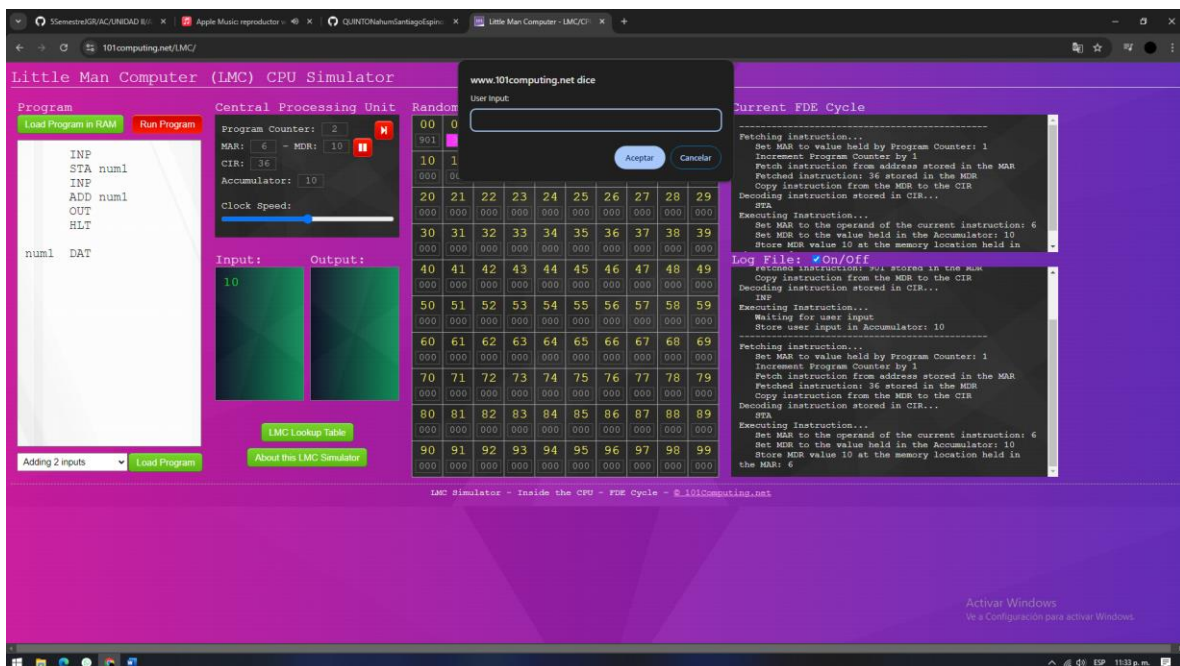 5SemestreJGR/AC/UNIDAD II/
Apple Music reproductor
QUINTONahumSantiagoEspino
Little Man Computer - LMC/CPU
101computing.net/LMC/
Little Man Computer (LMC) CPU Simulator
www.101computing.net dice
User Input:
Aceptar
Cancelar
Program
Load Program in RAM
Run Program
INP
STA num1
INP
ADD num1
OUT
HLT
num1 DAT
Adding 2 inputs
Load Program
Central Processing Unit
Program Counter: 2
MAR: 6 - MDR: 10
CIR: 36
Accumulator: 10
Clock Speed:
Input: Output:
10
LMC Lookup Table
About this LMC Simulator
Random
00
901
10
000
20 21 22 23 24 25 26 27 28 29
000 000 000 000 000 000 000 000 000 000
30 31 32 33 34 35 36 37 38 39
000 000 000 000 000 000 000 000 000 000
40 41 42 43 44 45 46 47 48 49
000 000 000 000 000 000 000 000 000 000
50 51 52 53 54 55 56 57 58 59
000 000 000 000 000 000 000 000 000 000
60 61 62 63 64 65 66 67 68 69
000 000 000 000 000 000 000 000 000 000
70 71 72 73 74 75 76 77 78 79
000 000 000 000 000 000 000 000 000 000
80 81 82 83 84 85 86 87 88 89
000 000 000 000 000 000 000 000 000 000
90 91 92 93 94 95 96 97 98 99
000 000 000 000 000 000 000 000 000 000
Current FDE Cycle
Fetching instruction...
Set MAR to value held by Program Counter: 1
Increment Program Counter by 1
Fetch instruction from address stored in the MAR
Fetched instruction: 36 stored in the MDR
Copy instruction from the MDR to the CIR
Decoding instruction stored in CIR...
STA
Executing Instruction...
Set MAR to the operand of the current instruction: 6
Set MDR to the value held in the Accumulator: 10
Store MDR value 10 at the memory location held in
Log File: On/Off
Fetched instruction: 901 stored in the MDR
Copy instruction from the MDR to the CIR
Decoding instruction stored in CIR...
INP
Executing Instruction...
Waiting for user input
Store user input in Accumulator: 10
Fetching instruction...
Set MAR to value held by Program Counter: 1
Increment Program Counter by 1
Fetch instruction from address stored in the MAR
Fetched instruction: 36 stored in the MDR
Copy instruction from the MDR to the CIR
Decoding instruction stored in CIR...
STA
Executing Instruction...
Set MAR to the operand of the current instruction: 6
Set MDR to the value held in the Accumulator: 10
Store MDR value 10 at the memory location held in
the MAR: 6
LMC Simulator - Inside the CPU - FDE Cycle - © 101Computing.net
Activar Windows
Ve a Configuración para activar Windows.
ESP 11:33 p. m.